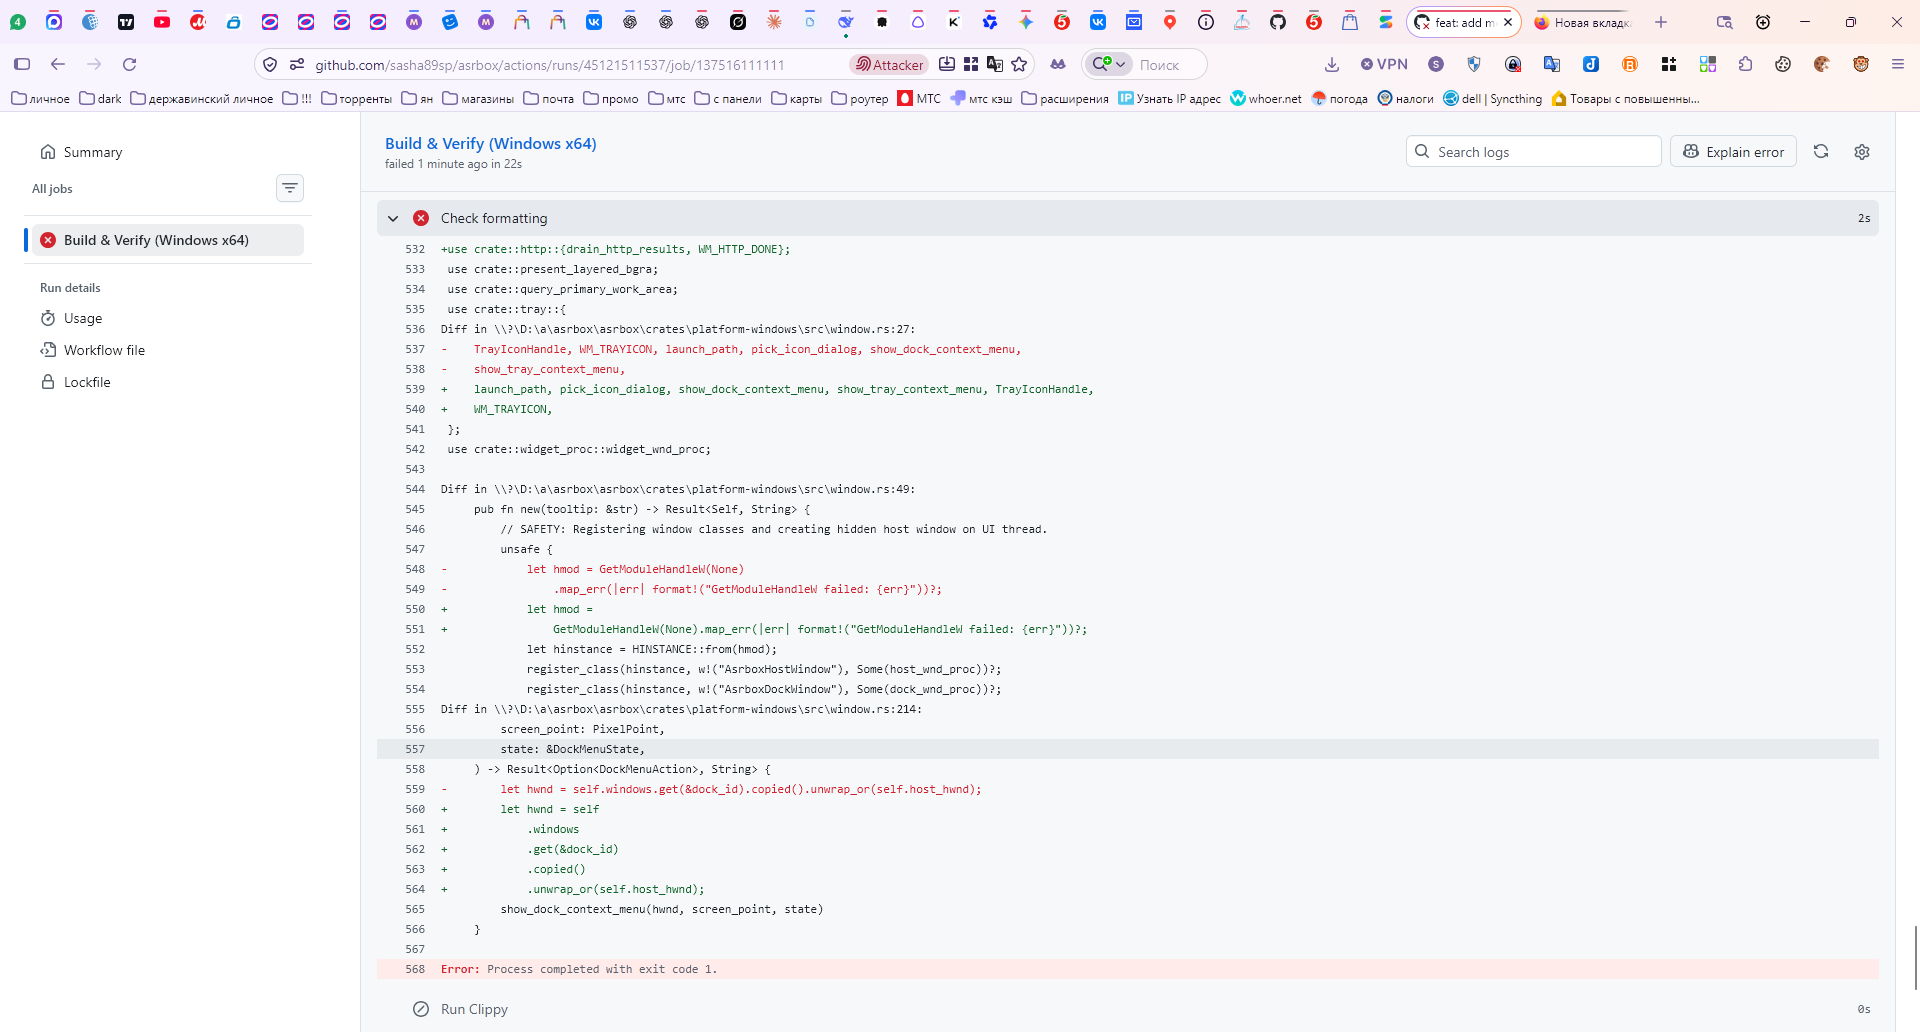 feat: add m
Новая вкладка
github.com/sasha89sp/asrbox/actions/runs/45121511537/job/137516111111
Attacker
Поиск
VPN
личное
dark
державинский личное
!!!
торренты
ян
магазины
почта
промо
мтс
с панели
карты
роутер
МТС
мтс кэш
расширения
IP Узнать IP адрес
whoer.net
погода
налоги
dell | Syncthing
Товары с повышенны...
Summary
All jobs
Build & Verify (Windows x64)
Run details
Usage
Workflow file
Lockfile
Build & Verify (Windows x64)
failed 1 minute ago in 22s
Search logs
Explain error
Check formatting
2s
532 +use crate::http::{drain_http_results, WM_HTTP_DONE};
533 use crate::present_layered_bgra;
534 use crate::query_primary_work_area;
535 use crate::tray::{
536 Diff in \\?\D:\a\asrbox\asrbox\crates\platform-windows\src\window.rs:27:
537 - TrayIconHandle, WM_TRAYICON, launch_path, pick_icon_dialog, show_dock_context_menu,
538 - show_tray_context_menu,
539 + launch_path, pick_icon_dialog, show_dock_context_menu, show_tray_context_menu, TrayIconHandle,
540 + WM_TRAYICON,
541 };
542 use crate::widget_proc::widget_wnd_proc;
543
544 Diff in \\?\D:\a\asrbox\asrbox\crates\platform-windows\src\window.rs:49:
545 pub fn new(tooltip: &str) -> Result<Self, String> {
546 // SAFETY: Registering window classes and creating hidden host window on UI thread.
547 unsafe {
548 - let hmod = GetModuleHandleW(None)
549 - .map_err(|err| format!("GetModuleHandleW failed: {err}"))?;
550 + let hmod =
551 + GetModuleHandleW(None).map_err(|err| format!("GetModuleHandleW failed: {err}"))?;
552 let hinstance = HINSTANCE::from(hmod);
553 register_class(hinstance, w!("AsrboxHostWindow"), Some(host_wnd_proc))?;
554 register_class(hinstance, w!("AsrboxDockWindow"), Some(dock_wnd_proc))?;
555 Diff in \\?\D:\a\asrbox\asrbox\crates\platform-windows\src\window.rs:214:
556 screen_point: PixelPoint,
557 state: &DockMenuState,
558 ) -> Result<Option<DockMenuAction>, String> {
559 - let hwnd = self.windows.get(&dock_id).copied().unwrap_or(self.host_hwnd);
560 + let hwnd = self
561 + .windows
562 + .get(&dock_id)
563 + .copied()
564 + .unwrap_or(self.host_hwnd);
565 show_dock_context_menu(hwnd, screen_point, state)
566 }
567
568 Error: Process completed with exit code 1.
Run Clippy
0s